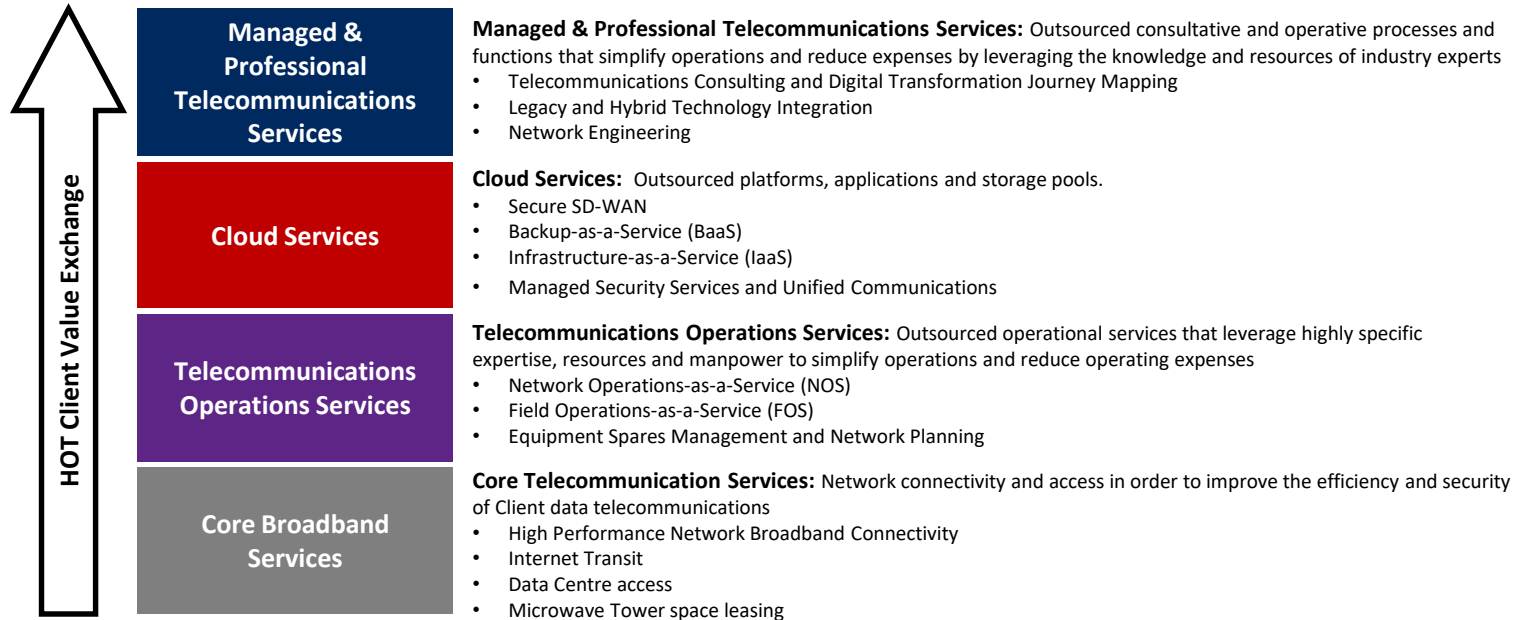 HOT Client Value Exchange
Managed &
Professional
Telecommunications
Services
Managed & Professional Telecommunications Services: Outsourced consultative and operative processes and
functions that simplify operations and reduce expenses by leveraging the knowledge and resources of industry experts
• Telecommunications Consulting and Digital Transformation Journey Mapping
• Legacy and Hybrid Technology Integration
• Network Engineering
Cloud Services
Cloud Services: Outsourced platforms, applications and storage pools.
• Secure SD-WAN
• Backup-as-a-Service (BaaS)
• Infrastructure-as-a-Service (IaaS)
• Managed Security Services and Unified Communications
Telecommunications
Operations Services
Telecommunications Operations Services: Outsourced operational services that leverage highly specific
expertise, resources and manpower to simplify operations and reduce operating expenses
• Network Operations-as-a-Service (NOS)
• Field Operations-as-a-Service (FOS)
• Equipment Spares Management and Network Planning
Core Broadband
Services
Core Telecommunication Services: Network connectivity and access in order to improve the efficiency and security
of Client data telecommunications
• High Performance Network Broadband Connectivity
• Internet Transit
• Data Centre access
• Microwave Tower space leasing